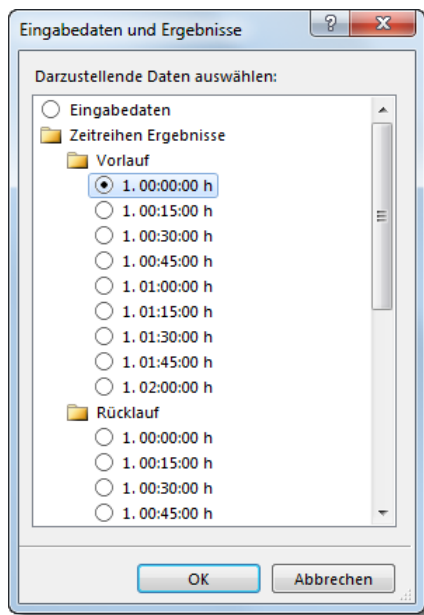 Eingabedaten und Ergebnisse
Darzustellende Daten auswählen:
Eingabedaten
Zeitreihen Ergebnisse
Vorlauf
1. 00:00:00 h
1. 00:15:00 h
1. 00:30:00 h
1. 00:45:00 h
1. 01:00:00 h
1. 01:15:00 h
1. 01:30:00 h
1. 01:45:00 h
1. 02:00:00 h
Rücklauf
1. 00:00:00 h
1. 00:15:00 h
1. 00:30:00 h
1. 00:45:00 h
OK Abbrechen